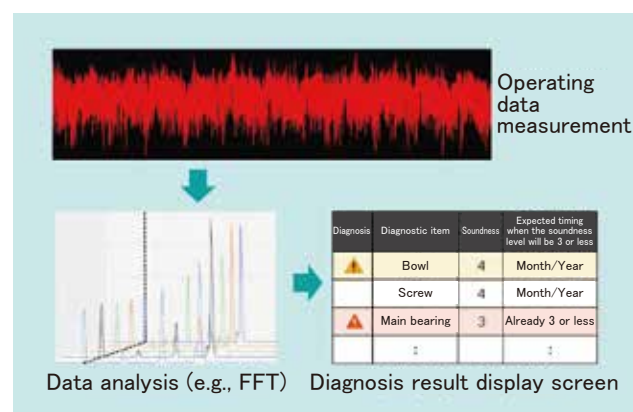 Operating
data
measurement
Diagnosis Diagnostic item Soundness Expected timing
when the soundness
level will be 3 or less
Bowl 4 Month/Year
Screw 4 Month/Year
Main bearing 3 Already 3 or less
: :
Data analysis (e.g., FFT) Diagnosis result display screen